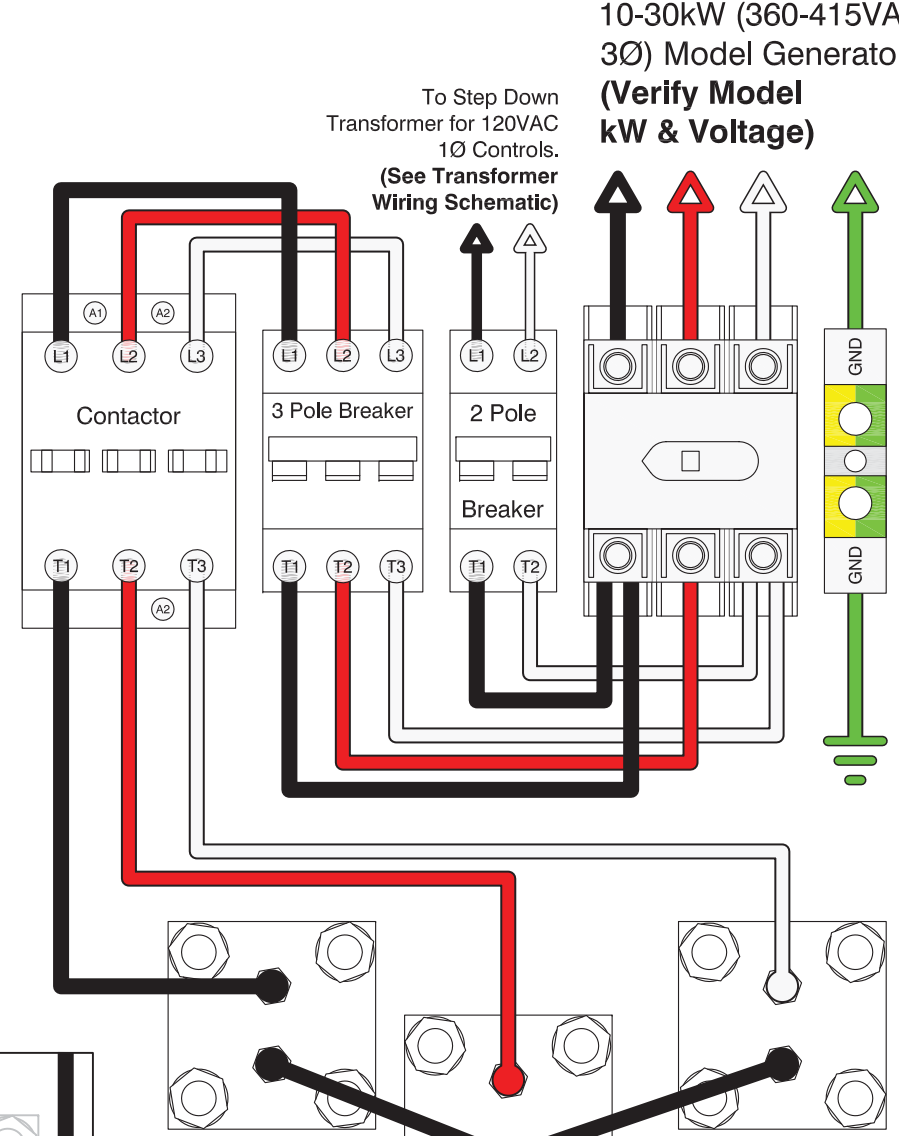 10-30kW (360-415VA
3Ø) Model Generato
(Verify Model
kW & Voltage)
To Step Down
Transformer for 120VAC
1Ø Controls.
(See Transformer
Wiring Schematic)
A1 A2
L1 L2 L3
Contactor
T1 T2 T3
A2
L1 L2 L3
3 Pole Breaker
T1 T2 T3
L1 L2
2 Pole
Breaker
T1 T2
GND
GND